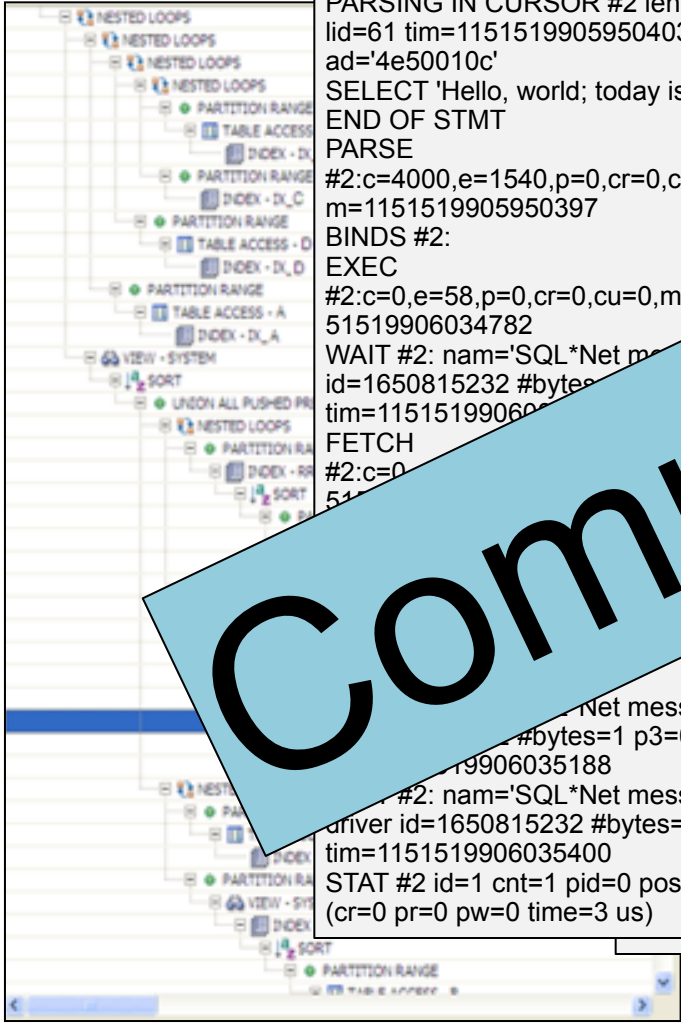 NESTED LOOPS
NESTED LOOPS
NESTED LOOPS
NESTED LOOPS
PARTITION RANGE
TABLE ACCESS
INDEX - IX_
PARTITION RANGE
INDEX - IX_C
PARTITION RANGE
TABLE ACCESS - D
INDEX - IX_D
PARTITION RANGE
TABLE ACCESS - A
INDEX - IX_A
VIEW - SYSTEM
SORT
UNION ALL PUSHED PR
NESTED LOOPS
PARTITION RA
INDEX - RR
SORT
NESTE
PAR
INDEX
PARTITION RA
VIEW - SYS
INDEX
SORT
PARTITION RANGE
TABLE ACCESS - B
PARSING IN CURSOR #2 len
lid=61 tim=1151519905950403
ad='4e50010c'
SELECT 'Hello, world; today is
END OF STMT
PARSE
#2:c=4000,e=1540,p=0,cr=0,c
m=1151519905950397
BINDS #2:
EXEC
#2:c=0,e=58,p=0,cr=0,cu=0,m
51519906034782
WAIT #2: nam='SQL*Net me
id=1650815232 #bytes
tim=1151519906
FETCH
#2:c=0
Com
Net mess
#bytes=1 p3=
19906035188
#2: nam='SQL*Net mess
driver id=1650815232 #bytes=
tim=1151519906035400
STAT #2 id=1 cnt=1 pid=0 pos
(cr=0 pr=0 pw=0 time=3 us)